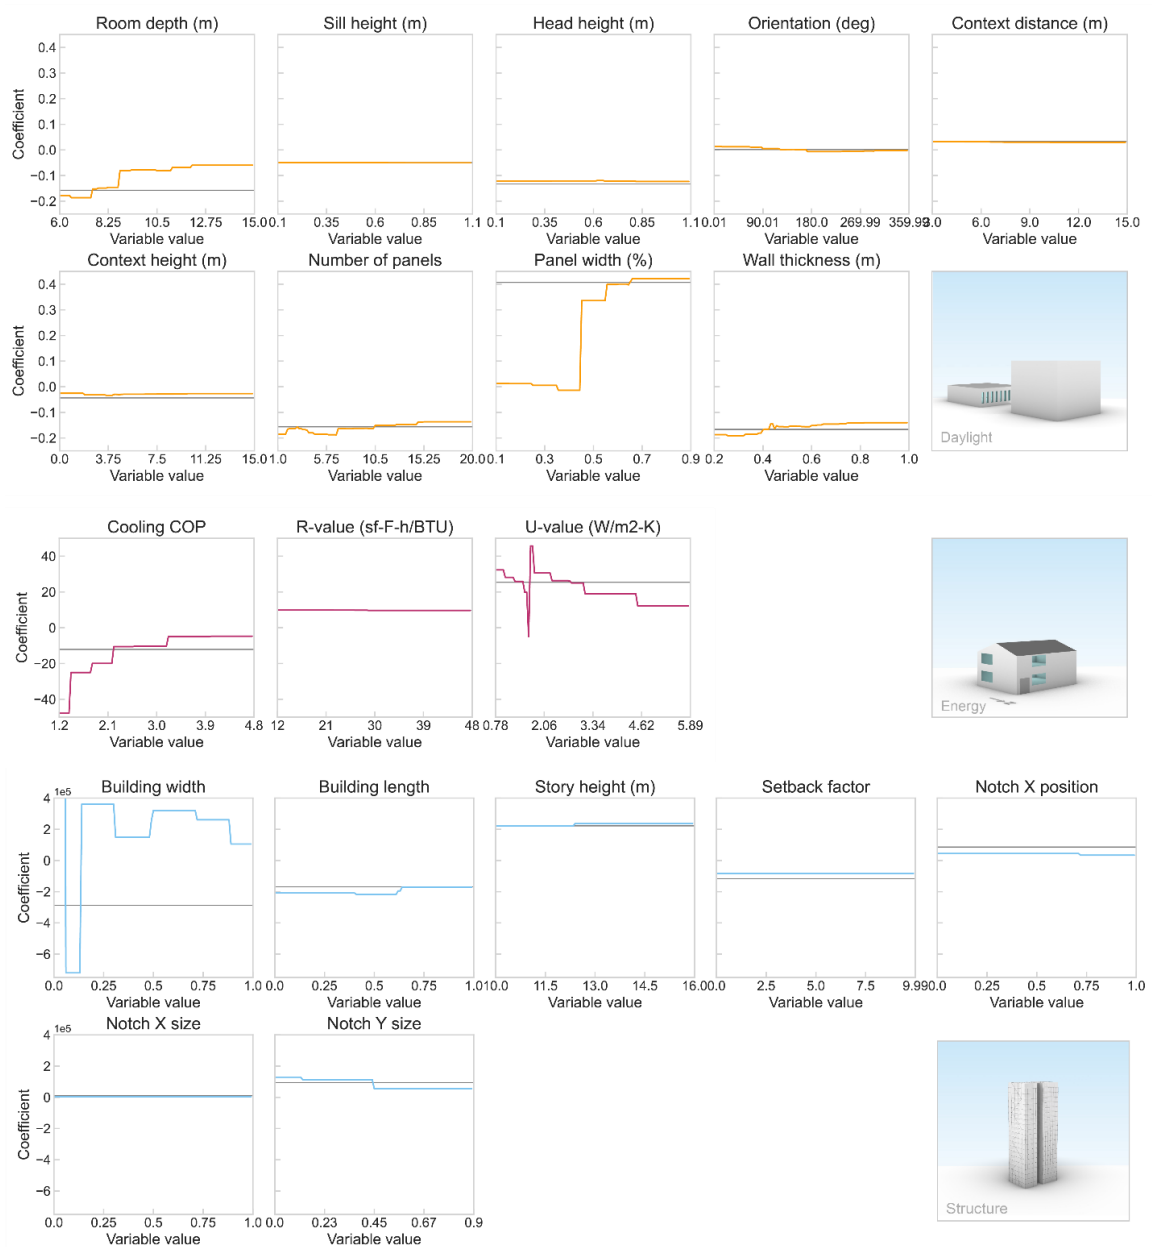 Room depth (m) Sill height (m) Head height (m) Orientation (deg) Context distance (m)
Coefficient
0.4
0.3
0.2
0.1
0.0
−0.1
−0.2
6.0 8.25 10.5 12.75 15.0 0.1 0.35 0.6 0.85 1.1 0.1 0.35 0.6 0.85 1.1 0.01 90.01 180.0 269.99 359.99 3.0 6.0 9.0 12.0 15.0
Variable value Variable value Variable value Variable value Variable value
Context height (m) Number of panels Panel width (%) Wall thickness (m)
Coefficient
0.4
0.3
0.2
0.1
0.0
−0.1
−0.2
Daylight
0.0 3.75 7.5 11.25 15.0 1.0 5.75 10.5 15.25 20.0 0.1 0.3 0.5 0.7 0.9 0.2 0.4 0.6 0.8 1.0
Variable value Variable value Variable value Variable value
Cooling COP R-value (sf-F-h/BTU) U-value (W/m2-K)
Coefficient
40
20
0
−20
−40
Energy
1.2 2.1 3.0 3.9 4.8 12 21 30 39 48 0.78 2.06 3.34 4.62 5.89
Variable value Variable value Variable value
Building width Building length Story height (m) Setback factor Notch X position
Coefficient
1e5
4
2
0
−2
−4
−6
0.0 0.25 0.5 0.75 1.0 0.0 0.25 0.5 0.75 1.0 10.0 11.5 13.0 14.5 16.0 0.0 2.5 5.0 7.5 9.99 0.0 0.25 0.5 0.75 1.0
Variable value Variable value Variable value Variable value Variable value
Notch X size Notch Y size
Coefficient
1e5
4
2
0
−2
−4
−6
Structure
0.0 0.25 0.5 0.75 1.0 0.0 0.23 0.45 0.67 0.9
Variable value Variable value